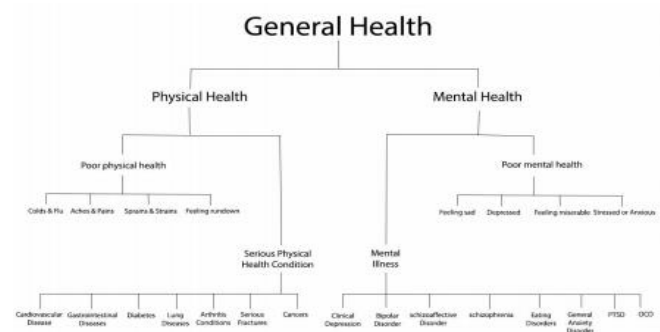 General Health
Physical Health
Mental Health
Poor physical health
Poor mental health
Colds & Flu
Aches & Pains
Sprains & Strains
Feeling rundown
Feeling sad
Depressed
Feeling miserable
Stressed or Anxious
Serious Physical
Health Condition
Mental
Illness
Cardiovascular
Disease
Gastrointestinal
Diseases
Diabetes
Lung
Diseases
Arthritis
Conditions
Serious
Fractures
Cancers
Clinical
Depression
Bipolar
Disorder
schizoaffective
Disorder
schizophrenia
Eating
Disorders
General
Anxiety
Disorder
PTSD
OCD